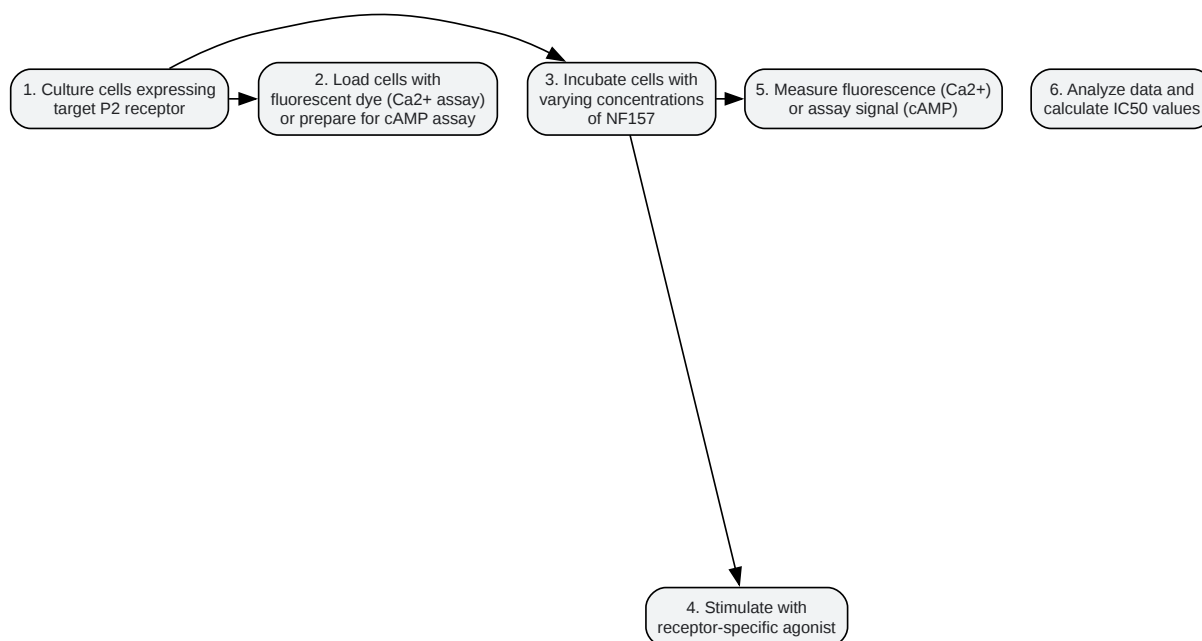 1. Culture cells expressing
target P2 receptor
2. Load cells with
fluorescent dye (Ca2+ assay)
or prepare for cAMP assay
3. Incubate cells with
varying concentrations
of NF157
5. Measure fluorescence (Ca2+)
or assay signal (cAMP)
6. Analyze data and
calculate IC50 values
4. Stimulate with
receptor-specific agonist